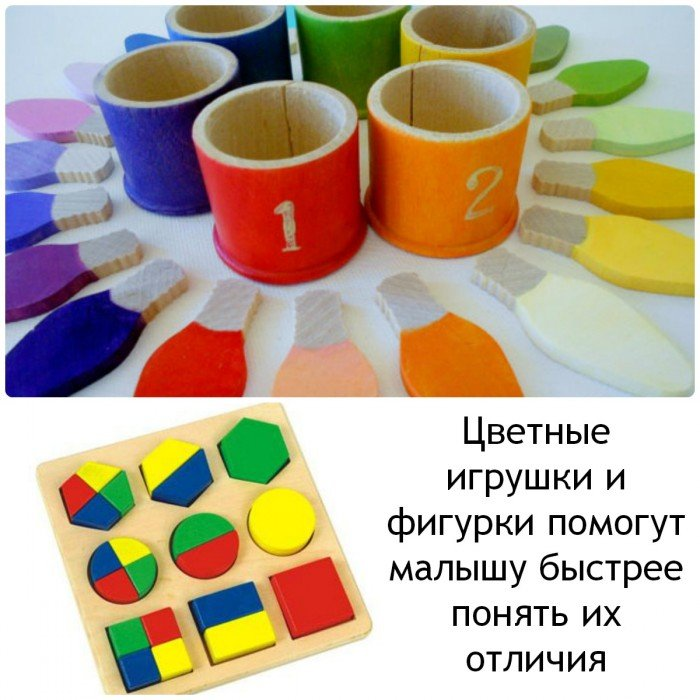 1
2
Цветные
игрушки и
фигурки помогут
малышу быстрее
понять их
отличия